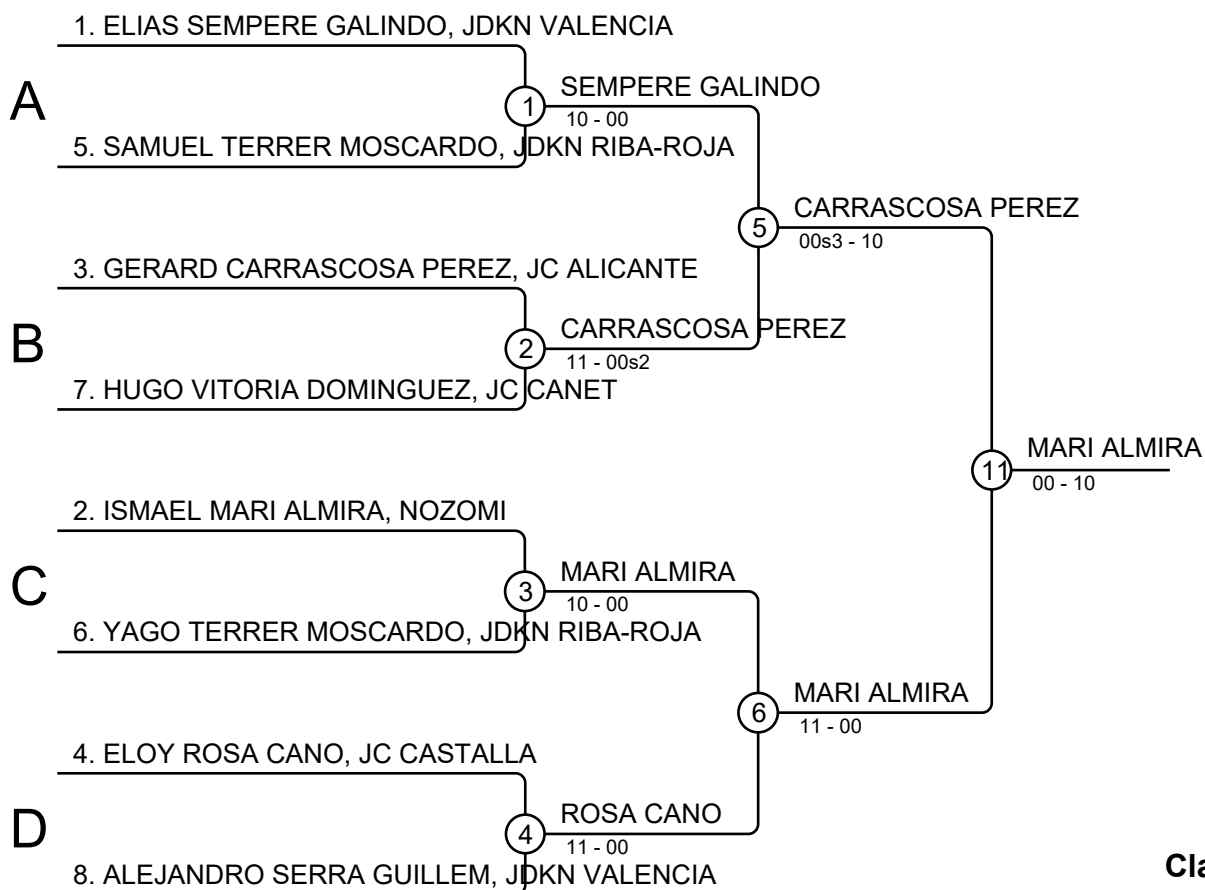 1. ELIAS SEMPERE GALINDO, JDKN VALENCIA
A
1
SEMPERE GALINDO
10 - 00
5. SAMUEL TERRER MOSCARDO, JDKN RIBA-ROJA
5
CARRASCOSA PEREZ
00s3 - 10
3. GERARD CARRASCOSA PEREZ, JC ALICANTE
B
2
CARRASCOSA PEREZ
11 - 00s2
7. HUGO VITORIA DOMINGUEZ, JC CANET
11
MARI ALMIRA
00 - 10
2. ISMAEL MARI ALMIRA, NOZOMI
C
3
MARI ALMIRA
10 - 00
6. YAGO TERRER MOSCARDO, JDKN RIBA-ROJA
6
MARI ALMIRA
11 - 00
4. ELOY ROSA CANO, JC CASTALLA
D
4
ROSA CANO
11 - 00
8. ALEJANDRO SERRA GUILLEM, JDKN VALENCIA